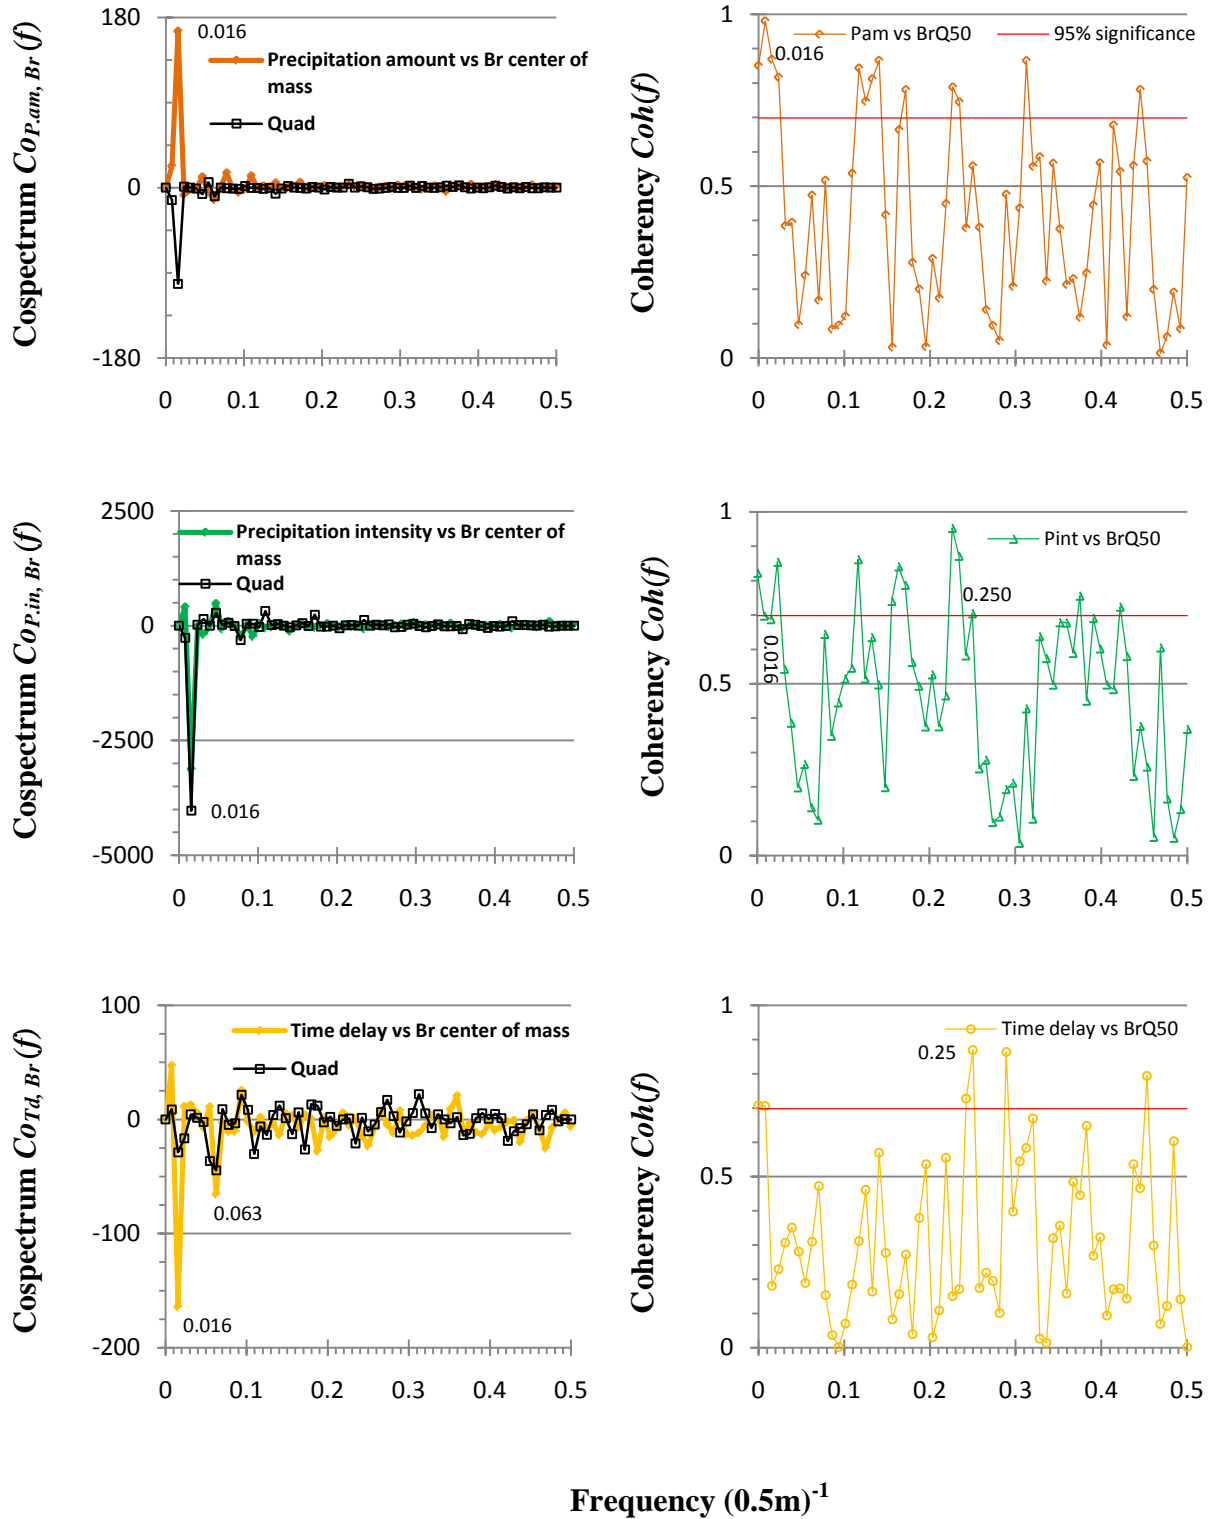 Cospectrum Co_{P.am, Br} (f)
180
0
-180
0.016
Precipitation amount vs Br center of
mass
Quad
0 0.1 0.2 0.3 0.4 0.5
Coherency Coh(f)
1
0.5
0
Pam vs BrQ50
95% significance
0.016
0 0.1 0.2 0.3 0.4 0.5
Cospectrum Co_{P.in, Br} (f)
2500
0
-2500
-5000
Precipitation intensity vs Br center of
mass
Quad
0.016
0 0.1 0.2 0.3 0.4 0.5
Coherency Coh(f)
1
0.5
0
Pint vs BrQ50
0.250
0.016
0 0.1 0.2 0.3 0.4 0.5
Cospectrum Co_{Td, Br} (f)
100
0
-100
-200
Time delay vs Br center of mass
Quad
0.063
0.016
0 0.1 0.2 0.3 0.4 0.5
Coherency Coh(f)
1
0.5
0
Time delay vs BrQ50
0.25
0 0.1 0.2 0.3 0.4 0.5
Frequency (0.5m)^{-1}